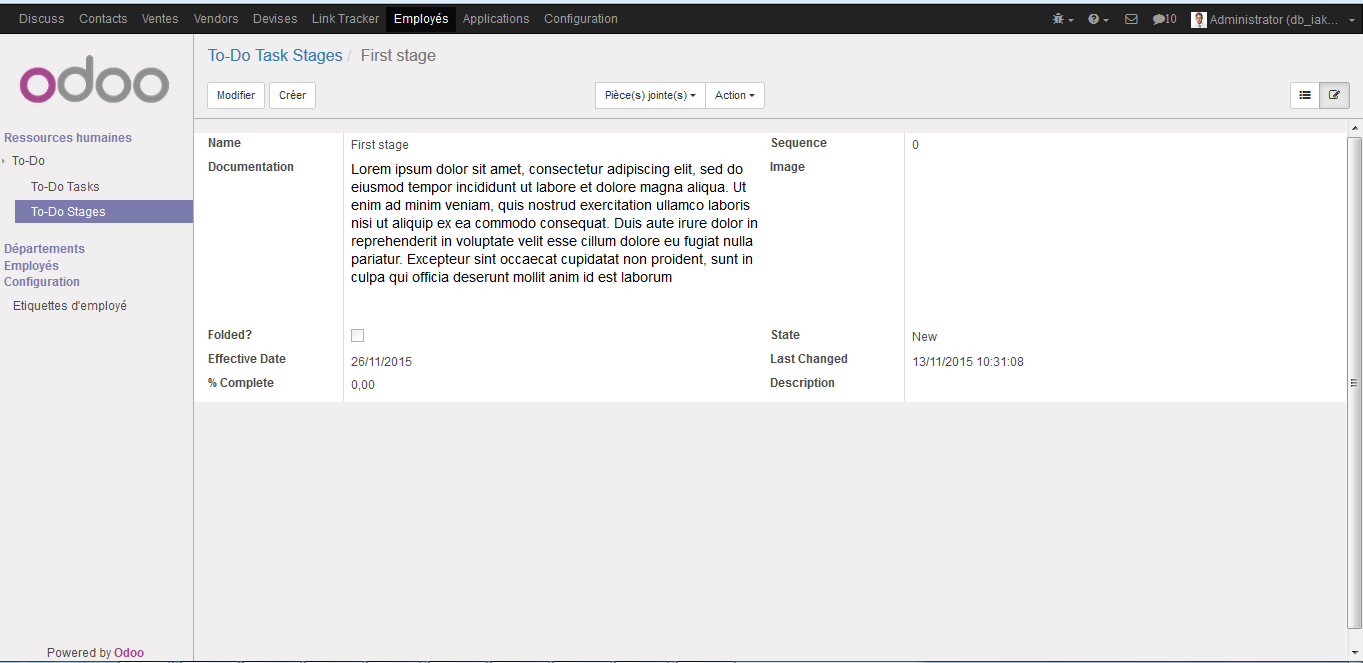 Discuss Contacts Ventes Vendors Devises Link Tracker Employés Applications Configuration 10 Administrator (db_iak...
odoo
To-Do Task Stages / First stage
Modifier Créer Pièce(s) jointe(s) Action
Ressources humaines
To-Do
To-Do Tasks
To-Do Stages
Départements
Employés
Configuration
Etiquettes d'employé
Powered by Odoo
Name First stage Sequence 0
Documentation Image
Lorem ipsum dolor sit amet, consectetur adipiscing elit, sed do
eiusmod tempor incididunt ut labore et dolore magna aliqua. Ut
enim ad minim veniam, quis nostrud exercitation ullamco laboris
nisi ut aliquip ex ea commodo consequat. Duis aute irure dolor in
reprehenderit in voluptate velit esse cillum dolore eu fugiat nulla
pariatur. Excepteur sint occaecat cupidatat non proident, sunt in
culpa qui officia deserunt mollit anim id est laborum
Folded? State New
Effective Date 26/11/2015 Last Changed 13/11/2015 10:31:08
% Complete 0,00 Description